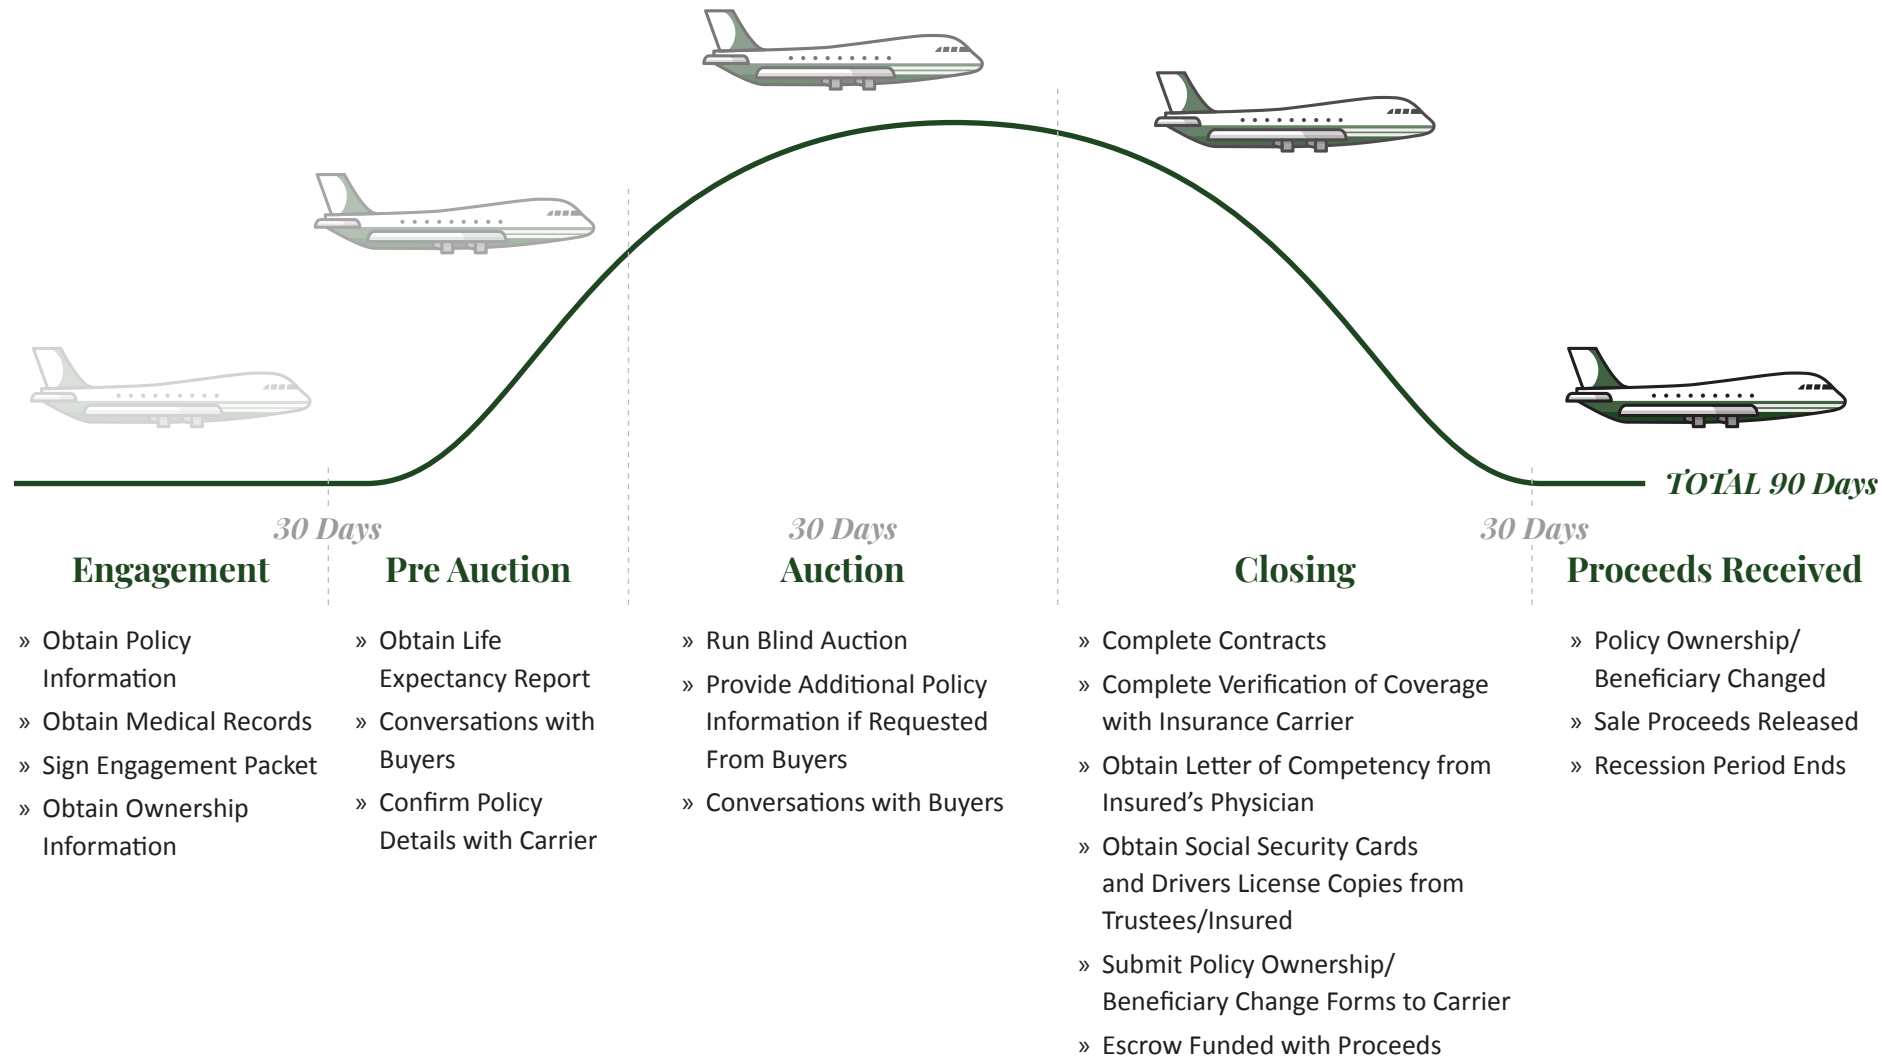 TOTAL 90 Days
30 Days
30 Days
30 Days
Engagement
» Obtain Policy
Information
» Obtain Medical Records
» Sign Engagement Packet
» Obtain Ownership
Information
Pre Auction
» Obtain Life
Expectancy Report
» Conversations with
Buyers
» Confirm Policy
Details with Carrier
Auction
» Run Blind Auction
» Provide Additional Policy
Information if Requested
From Buyers
» Conversations with Buyers
Closing
» Complete Contracts
» Complete Verification of Coverage
with Insurance Carrier
» Obtain Letter of Competency from
Insured’s Physician
» Obtain Social Security Cards
and Drivers License Copies from
Trustees/Insured
» Submit Policy Ownership/
Beneficiary Change Forms to Carrier
» Escrow Funded with Proceeds
Proceeds Received
» Policy Ownership/
Beneficiary Changed
» Sale Proceeds Released
» Recession Period Ends